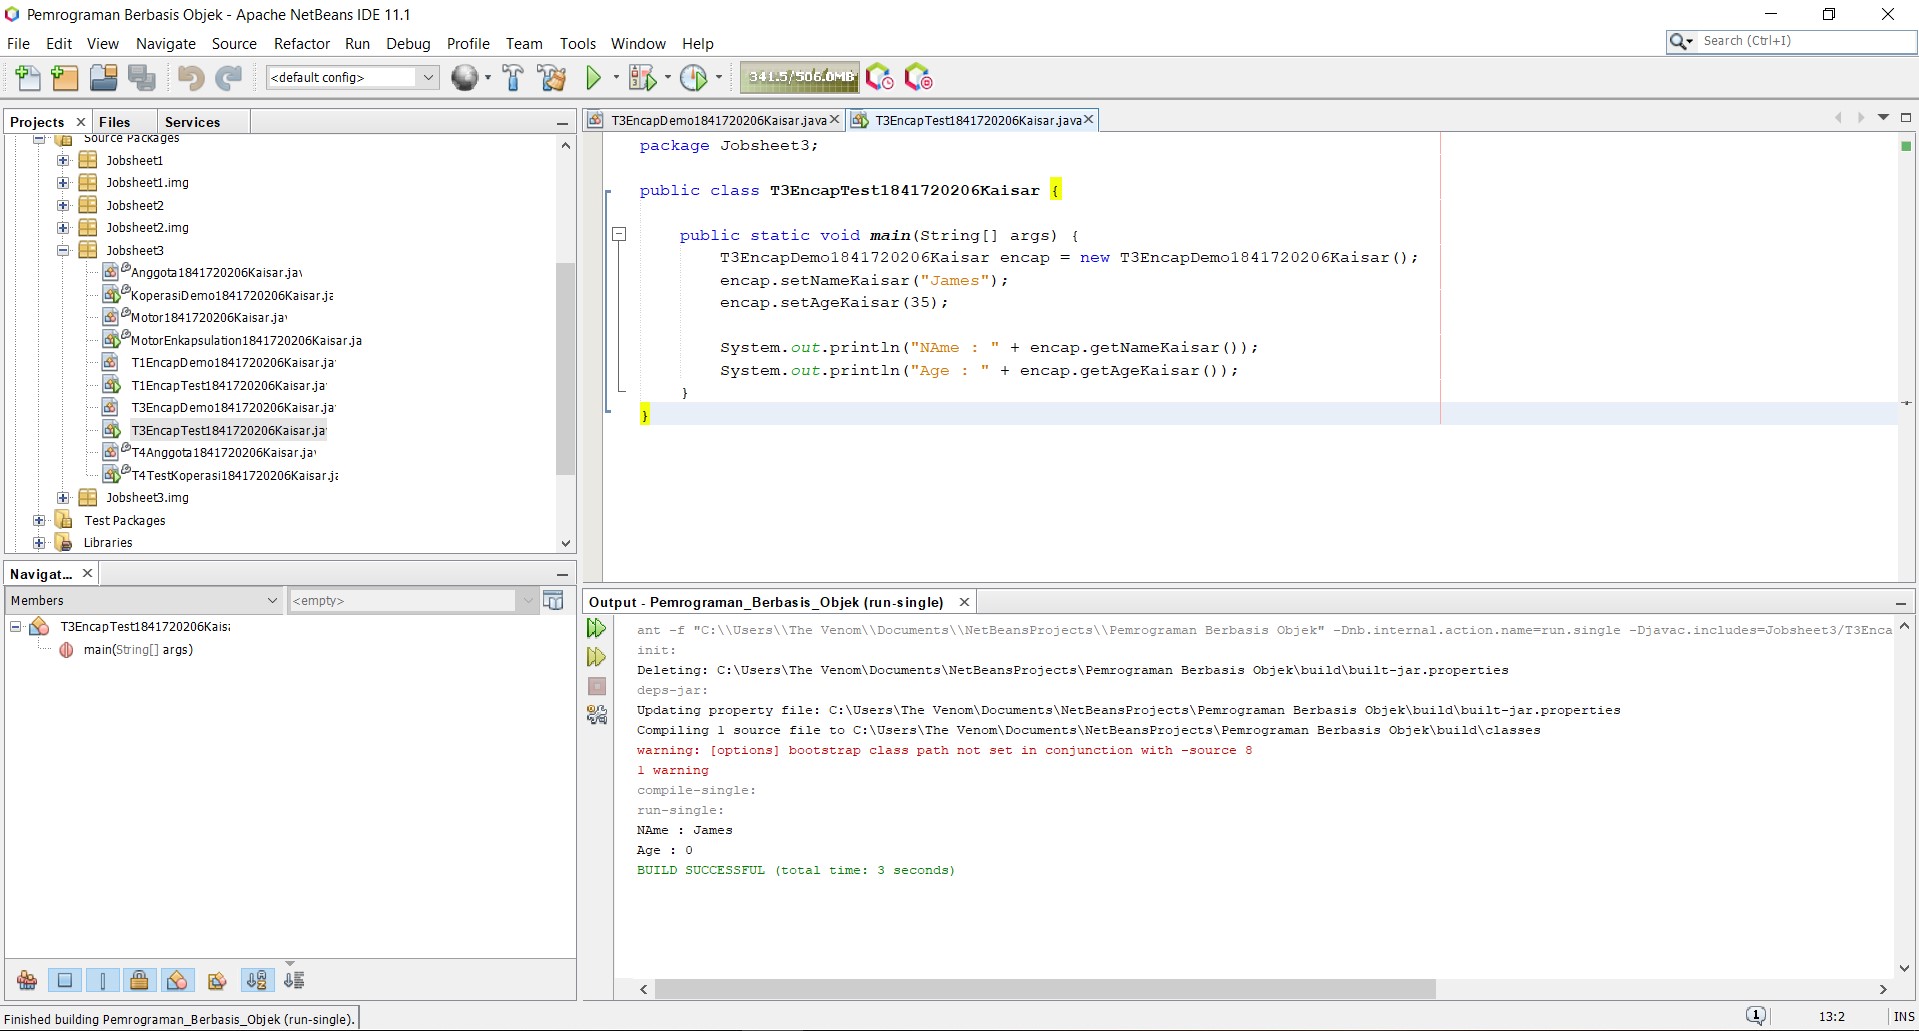 Pemrograman Berbasis Objek - Apache NetBeans IDE 11.1
File Edit View Navigate Source Refactor Run Debug Profile Team Tools Window Help
Search (Ctrl+I)
<default config>
341.5/506.0MB
Projects Files Services
Source Packages
Jobsheet1
Jobsheet1.img
Jobsheet2
Jobsheet2.img
Jobsheet3
Anggota1841720206Kaisar.jav
KoperasiDemo1841720206Kaisar.ja
Motor1841720206Kaisar.jav
MotorEnkapsulation1841720206Kaisar.ja
T1EncapDemo1841720206Kaisar.ja
T1EncapTest1841720206Kaisar.ja
T3EncapDemo1841720206Kaisar.ja
T3EncapTest1841720206Kaisar.ja
T4Anggota1841720206Kaisar.jav
T4TestKoperasi1841720206Kaisar.ja
Jobsheet3.img
Test Packages
Libraries
Navigat...
Members
<empty>
T3EncapTest1841720206Kais
main(String[] args)
T3EncapDemo1841720206Kaisar.java T3EncapTest1841720206Kaisar.java
package Jobsheet3;
public class T3EncapTest1841720206Kaisar {
public static void main(String[] args) {
T3EncapDemo1841720206Kaisar encap = new T3EncapDemo1841720206Kaisar();
encap.setNameKaisar("James");
encap.setAgeKaisar(35);
System.out.println("NAme : " + encap.getNameKaisar());
System.out.println("Age : " + encap.getAgeKaisar());
}
}
Output - Pemrograman_Berbasis_Objek (run-single)
ant -f "C:\\Users\\The Venom\\Documents\\NetBeansProjects\\Pemrograman Berbasis Objek" -Dnb.internal.action.name=run.single -Djavac.includes=Jobsheet3/T3Enca
init:
Deleting: C:\Users\The Venom\Documents\NetBeansProjects\Pemrograman Berbasis Objek\build\built-jar.properties
deps-jar:
Updating property file: C:\Users\The Venom\Documents\NetBeansProjects\Pemrograman Berbasis Objek\build\built-jar.properties
Compiling 1 source file to C:\Users\The Venom\Documents\NetBeansProjects\Pemrograman Berbasis Objek\build\classes
warning: [options] bootstrap class path not set in conjunction with -source 8
1 warning
compile-single:
run-single:
NAme : James
Age : 0
BUILD SUCCESSFUL (total time: 3 seconds)
Finished building Pemrograman_Berbasis_Objek (run-single).
1
13:2
INS